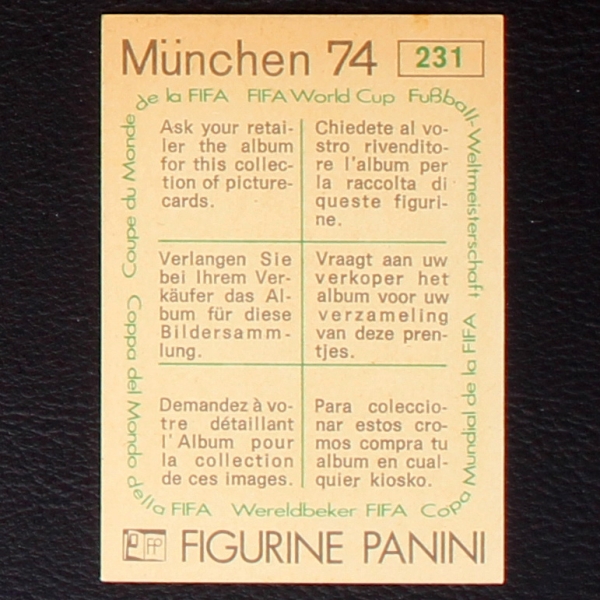 München 74 231
Coupe du Monde de la FIFA FIFA World Cup Fußball-Weltmeisterschaft
Ask your retai-
ler the album
for this collec-
tion of picture-
cards.
Chiedete al vo-
stro rivendito-
re l'album per
la raccolta di
queste figuri-
ne.
Verlangen Sie
bei Ihrem Ver-
käufer das Al-
bum für diese
Bildersamm-
lung.
Vraagt aan uw
verkoper het
album voor uw
verzameling
van deze pren-
tjes.
Demandez à vo-
tre détaillant
l'Album pour
la collection
de ces images.
Para coleccio-
nar estos cro-
mos compra tu
album en cual-
quier kiosko.
Coppa del Mondo della FIFA Wereldbeker FIFA Copa Mundial de la FIFA
FP FIGURINE PANINI